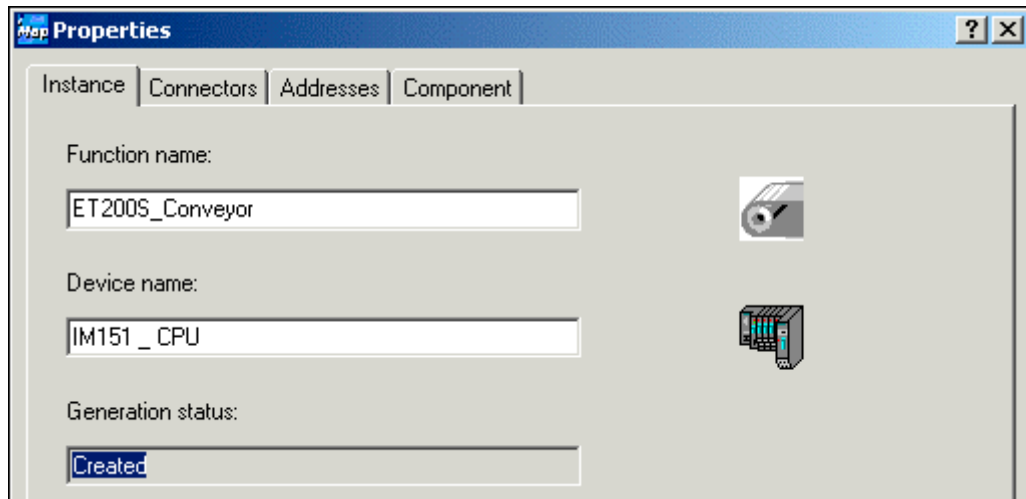 Map Properties
Instance Connectors Addresses Component
Function name:
ET200S_Conveyor
Device name:
IM151 _ CPU
Generation status:
Created